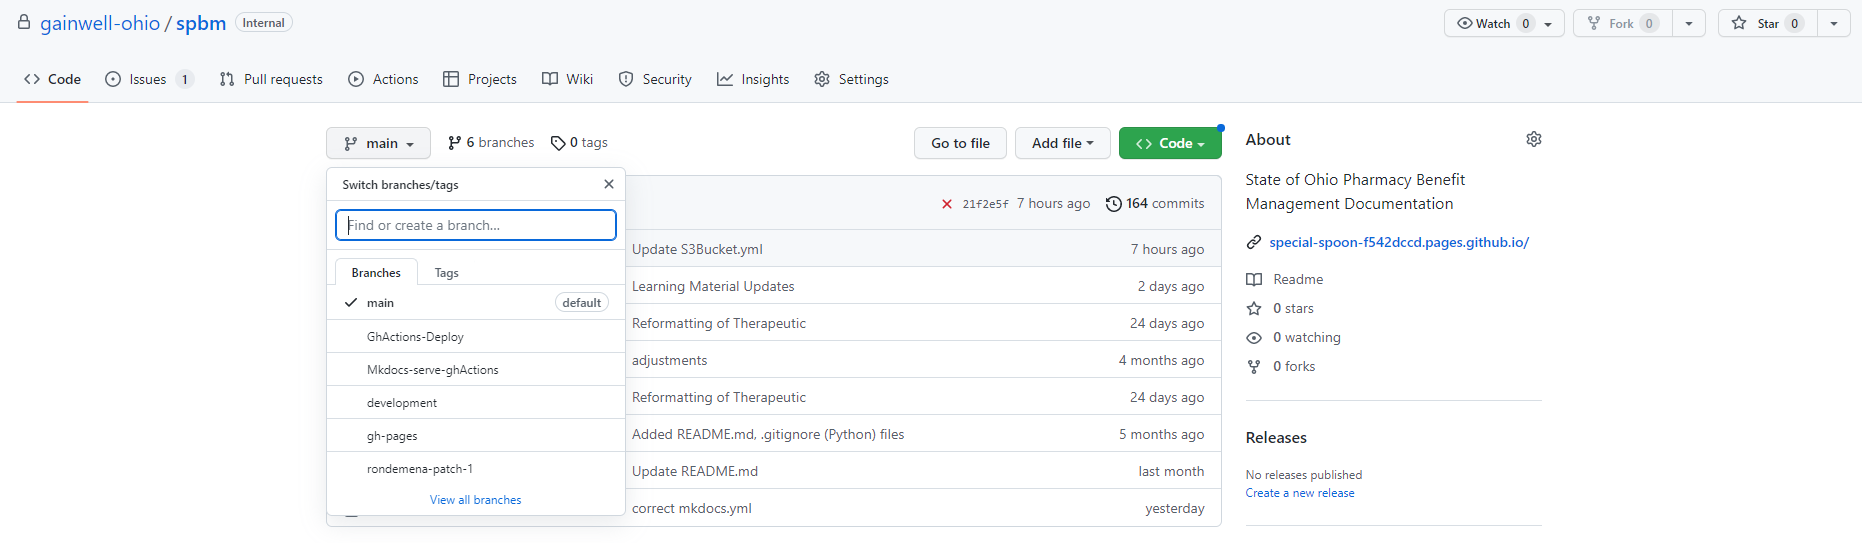 gainwell-ohio / spbm Internal
Watch 0 Fork 0 Star 0
Code Issues 1 Pull requests Actions Projects Wiki Security Insights Settings
main 6 branches 0 tags Go to file Add file Code
Switch branches/tags
Find or create a branch...
Branches Tags
main default
GhActions-Deploy
Mkdocs-serve-ghActions
development
gh-pages
rondemena-patch-1
View all branches
21f2e5f 7 hours ago 164 commits
Update S3Bucket.yml 7 hours ago
Learning Material Updates 2 days ago
Reformatting of Therapeutic 24 days ago
adjustments 4 months ago
Reformatting of Therapeutic 24 days ago
Added README.md, .gitignore (Python) files 5 months ago
Update README.md last month
correct mkdocs.yml yesterday
About
State of Ohio Pharmacy Benefit
Management Documentation
special-spoon-f542dccd.pages.github.io/
Readme
0 stars
0 watching
0 forks
Releases
No releases published
Create a new release